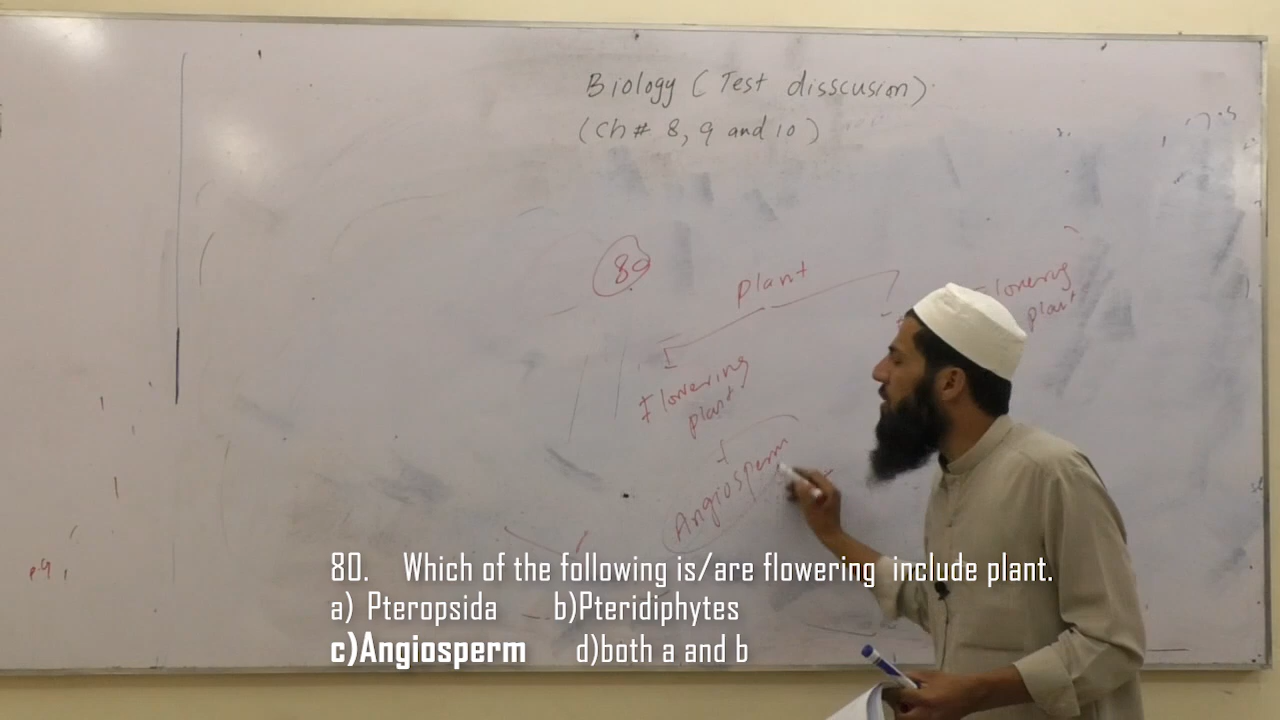 Biology (Test disscusion)
(Ch# 8, 9 and 10)
80
plant
Flowering
plant
Flowering
plant
Angiosperm
80. Which of the following is/are flowering include plant.
a) Pteropsida b)Pteridiphytes
c)Angiosperm d)both a and b